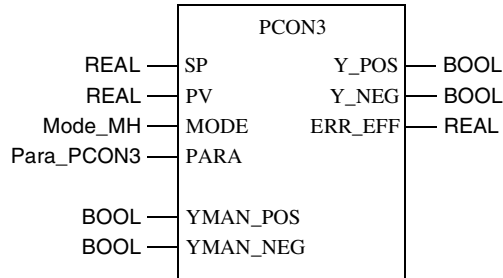 PCON3
REAL SP Y_POS BOOL
REAL PV Y_NEG BOOL
Mode_MH MODE ERR_EFF REAL
Para_PCON3 PARA
BOOL YMAN_POS
BOOL YMAN_NEG